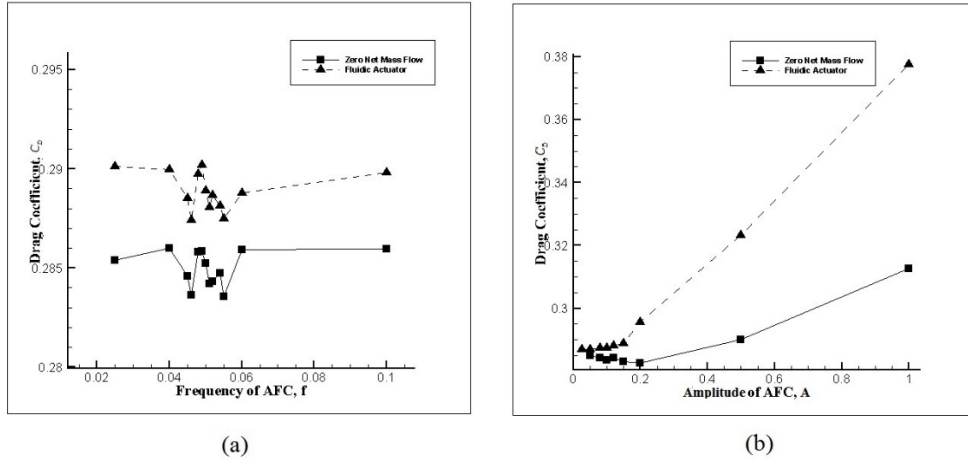 0.295
0.29
0.285
0.28
Drag Coefficient, C_D
Zero Net Mass Flow
Fluidic Actuator
0.02
0.04
0.06
0.08
0.1
Frequency of AFC, f
(a)
0.38
0.36
0.34
0.32
0.3
Drag Coefficient, C_D
Zero Net Mass Flow
Fluidic Actuator
0
0.2
0.4
0.6
0.8
1
Amplitude of AFC, A
(b)